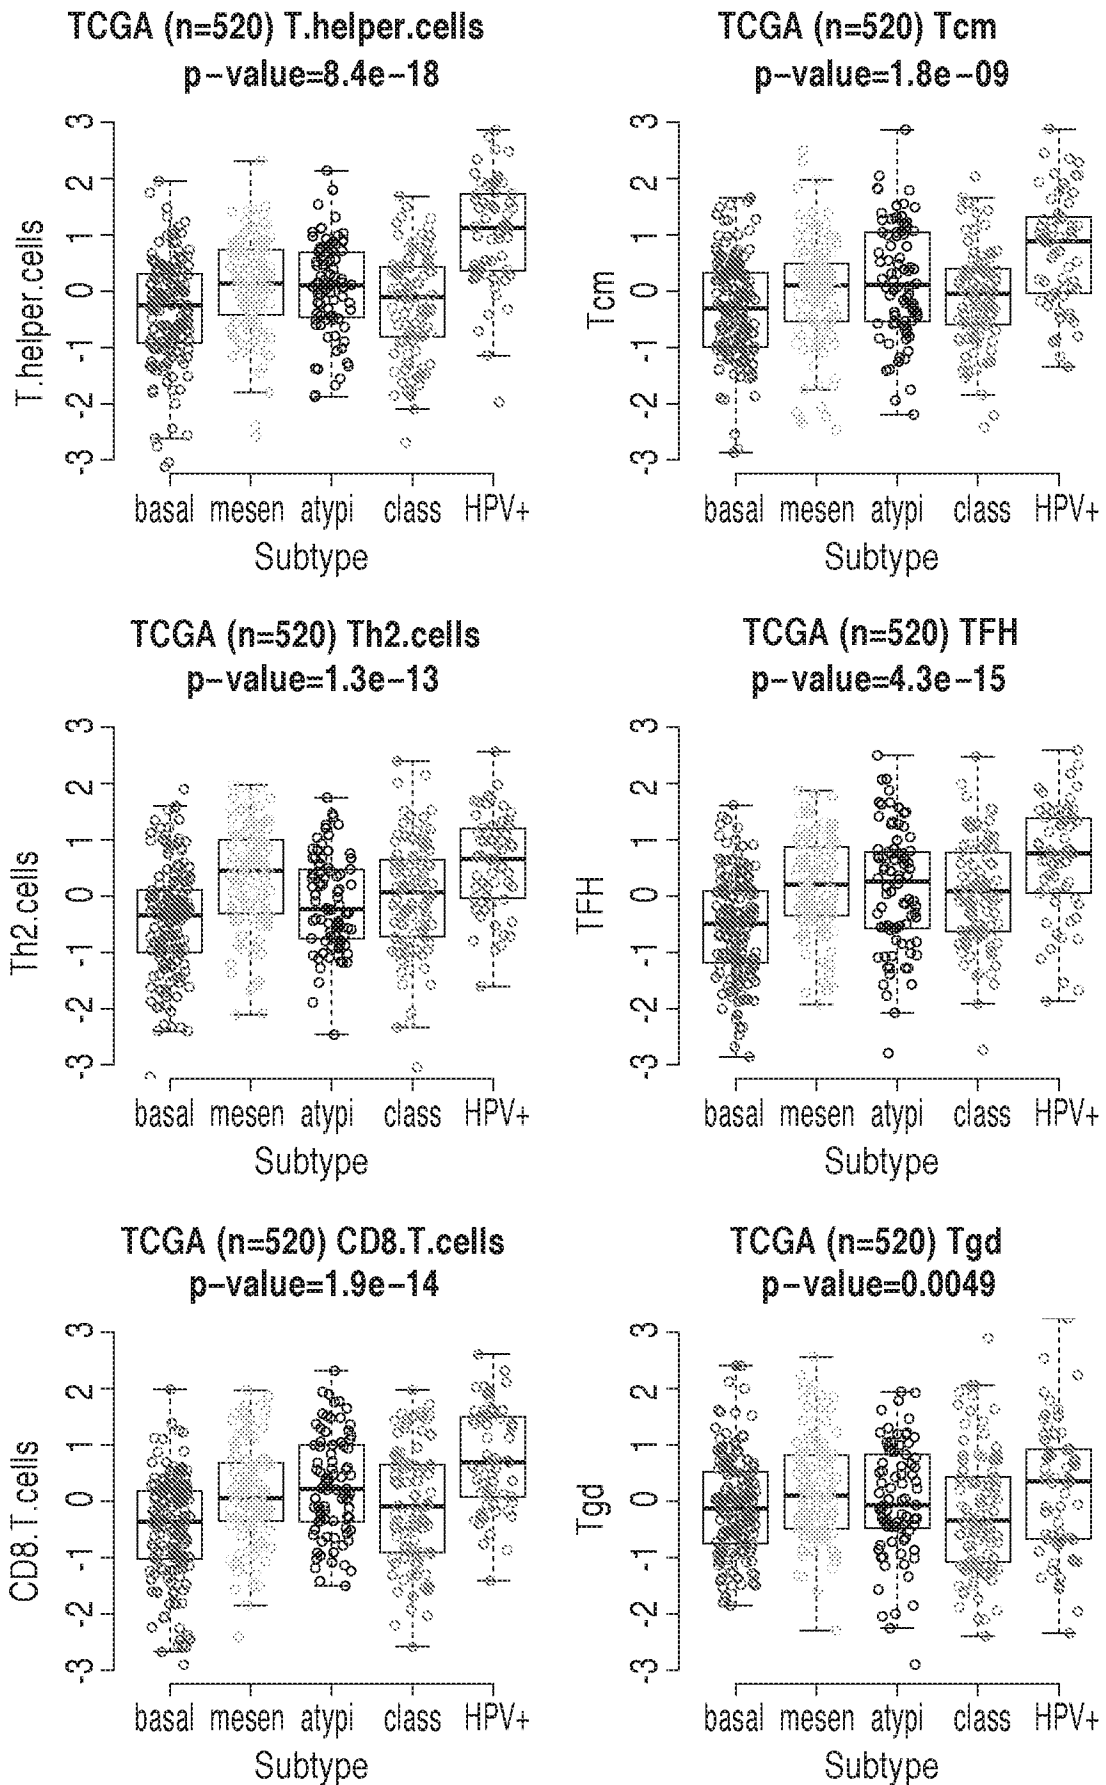 TCGA (n=520) T.helper.cells
p-value=8.4e-18
T.helper.cells
3
2
1
0
-1
-2
-3
basal mesen atypi class HPV+
Subtype
TCGA (n=520) Tcm
p-value=1.8e-09
Tcm
3
2
1
0
-1
-2
-3
basal mesen atypi class HPV+
Subtype
TCGA (n=520) Th2.cells
p-value=1.3e-13
Th2.cells
3
2
1
0
-1
-2
-3
basal mesen atypi class HPV+
Subtype
TCGA (n=520) TFH
p-value=4.3e-15
TFH
3
2
1
0
-1
-2
-3
basal mesen atypi class HPV+
Subtype
TCGA (n=520) CD8.T.cells
p-value=1.9e-14
CD8.T.cells
3
2
1
0
-1
-2
-3
basal mesen atypi class HPV+
Subtype
TCGA (n=520) Tgd
p-value=0.0049
Tgd
3
2
1
0
-1
-2
-3
basal mesen atypi class HPV+
Subtype